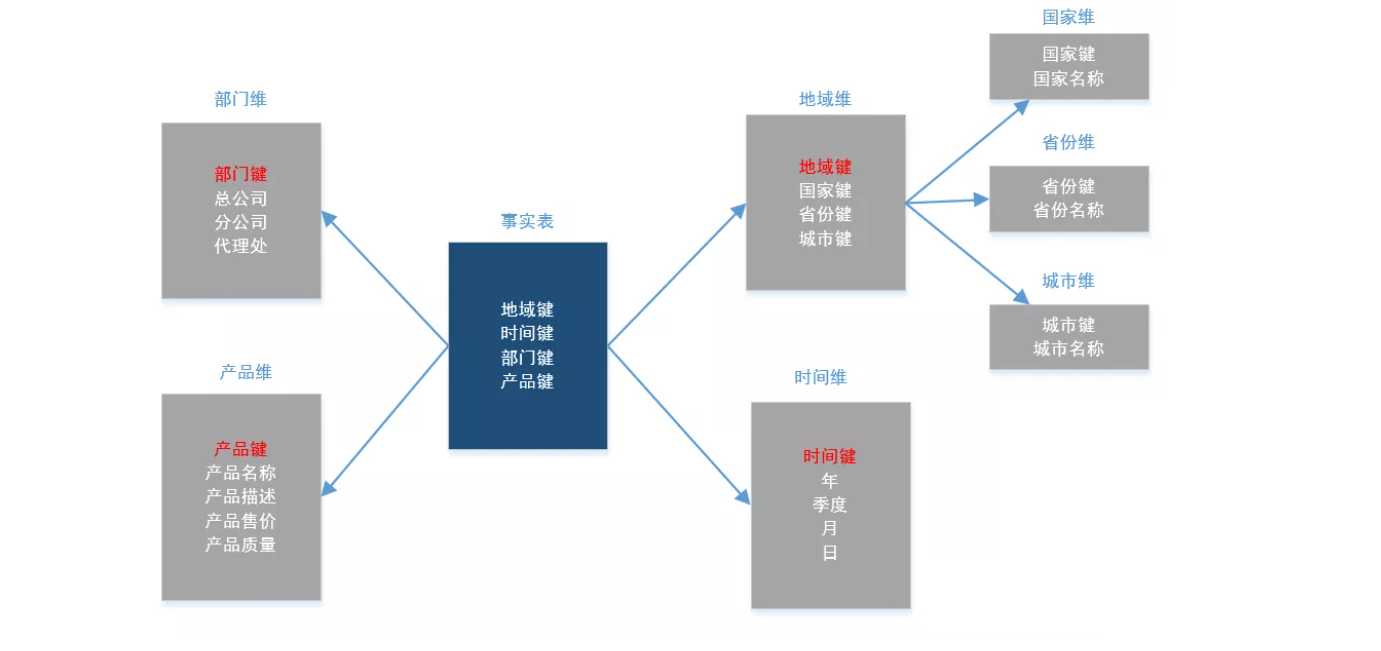 部门维
部门键
总公司
分公司
代理处
产品维
产品键
产品名称
产品描述
产品售价
产品质量
事实表
地域键
时间键
部门键
产品键
地域维
地域键
国家键
省份键
城市键
时间维
时间键
年
季度
月
日
国家维
国家键
国家名称
省份维
省份键
省份名称
城市维
城市键
城市名称